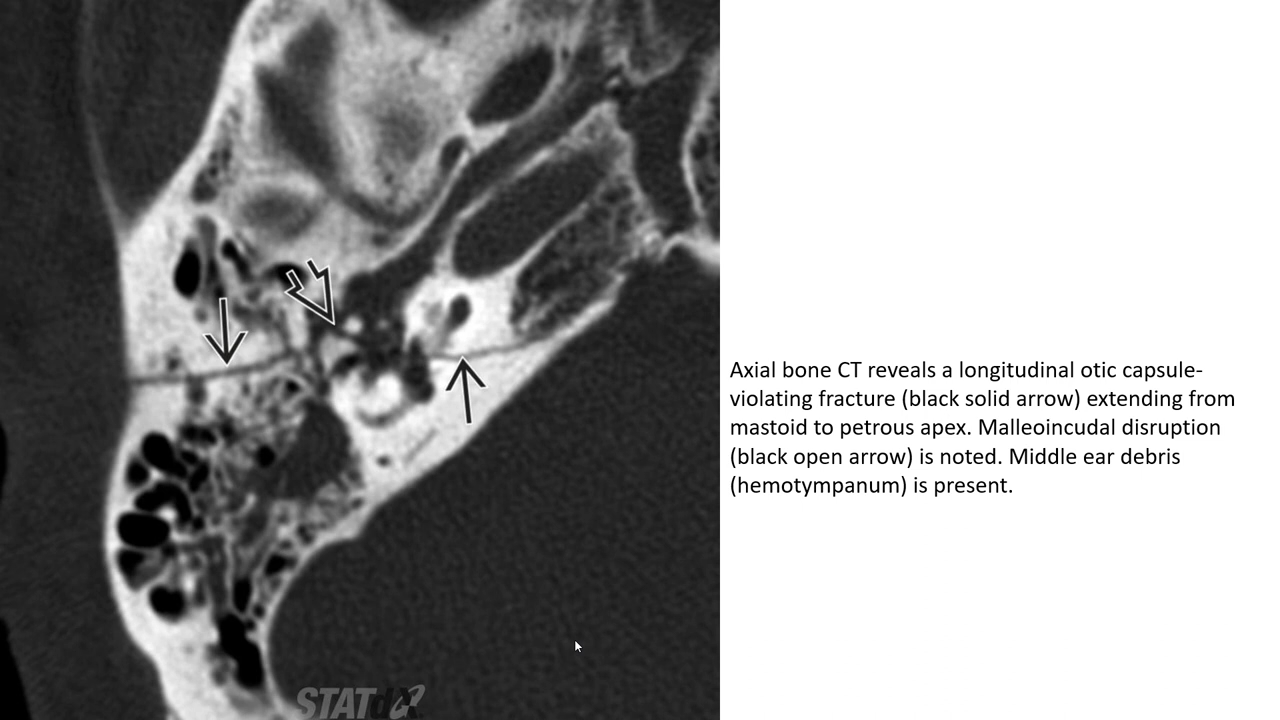 Axial bone CT reveals a longitudinal otic capsule-
violating fracture (black solid arrow) extending from
mastoid to petrous apex. Malleoincudal disruption
(black open arrow) is noted. Middle ear debris
(hemotympanum) is present.
STATdx